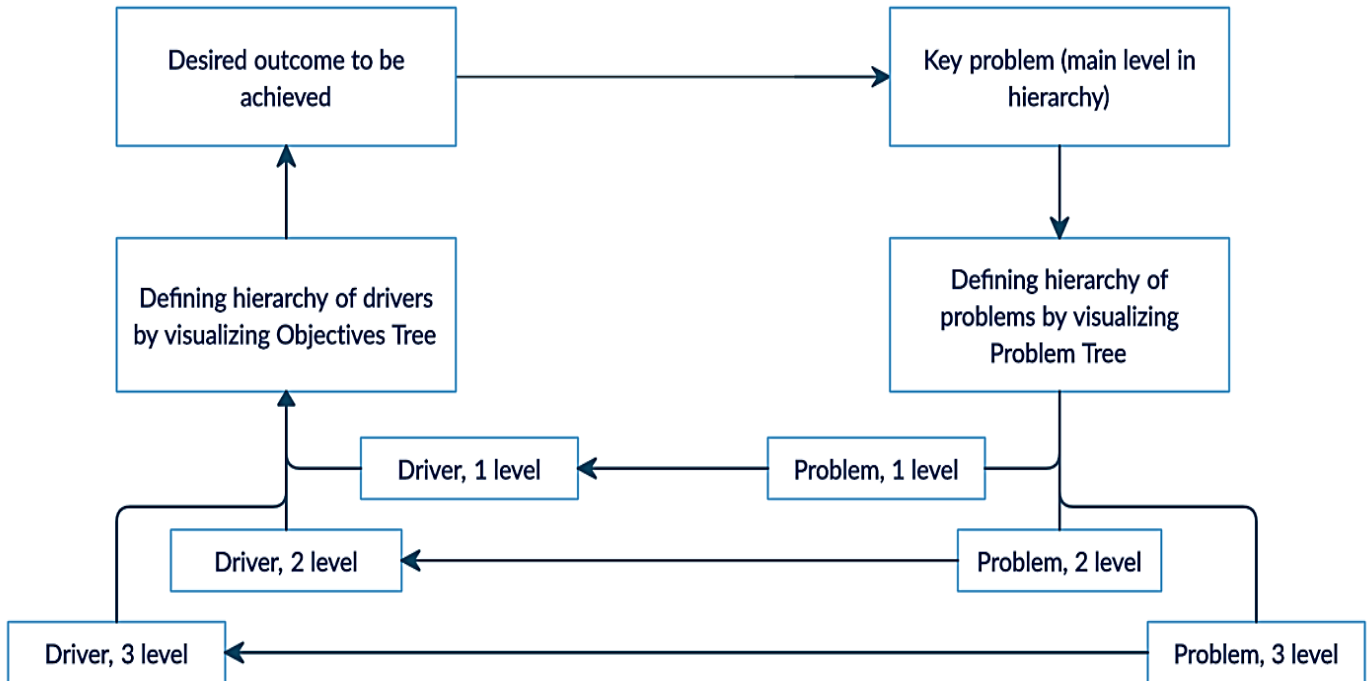 Desired outcome to be
achieved
Key problem (main level in
hierarchy)
Defining hierarchy of drivers
by visualizing Objectives Tree
Defining hierarchy of
problems by visualizing
Problem Tree
Driver, 1 level
Problem, 1 level
Driver, 2 level
Problem, 2 level
Driver, 3 level
Problem, 3 level